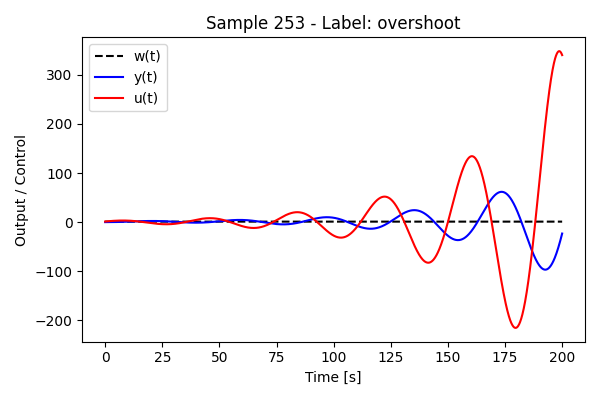 Sample 253 - Label: overshoot
w(t)
y(t)
u(t)
Output / Control
300
200
100
0
−100
−200
0 25 50 75 100 125 150 175 200
Time [s]